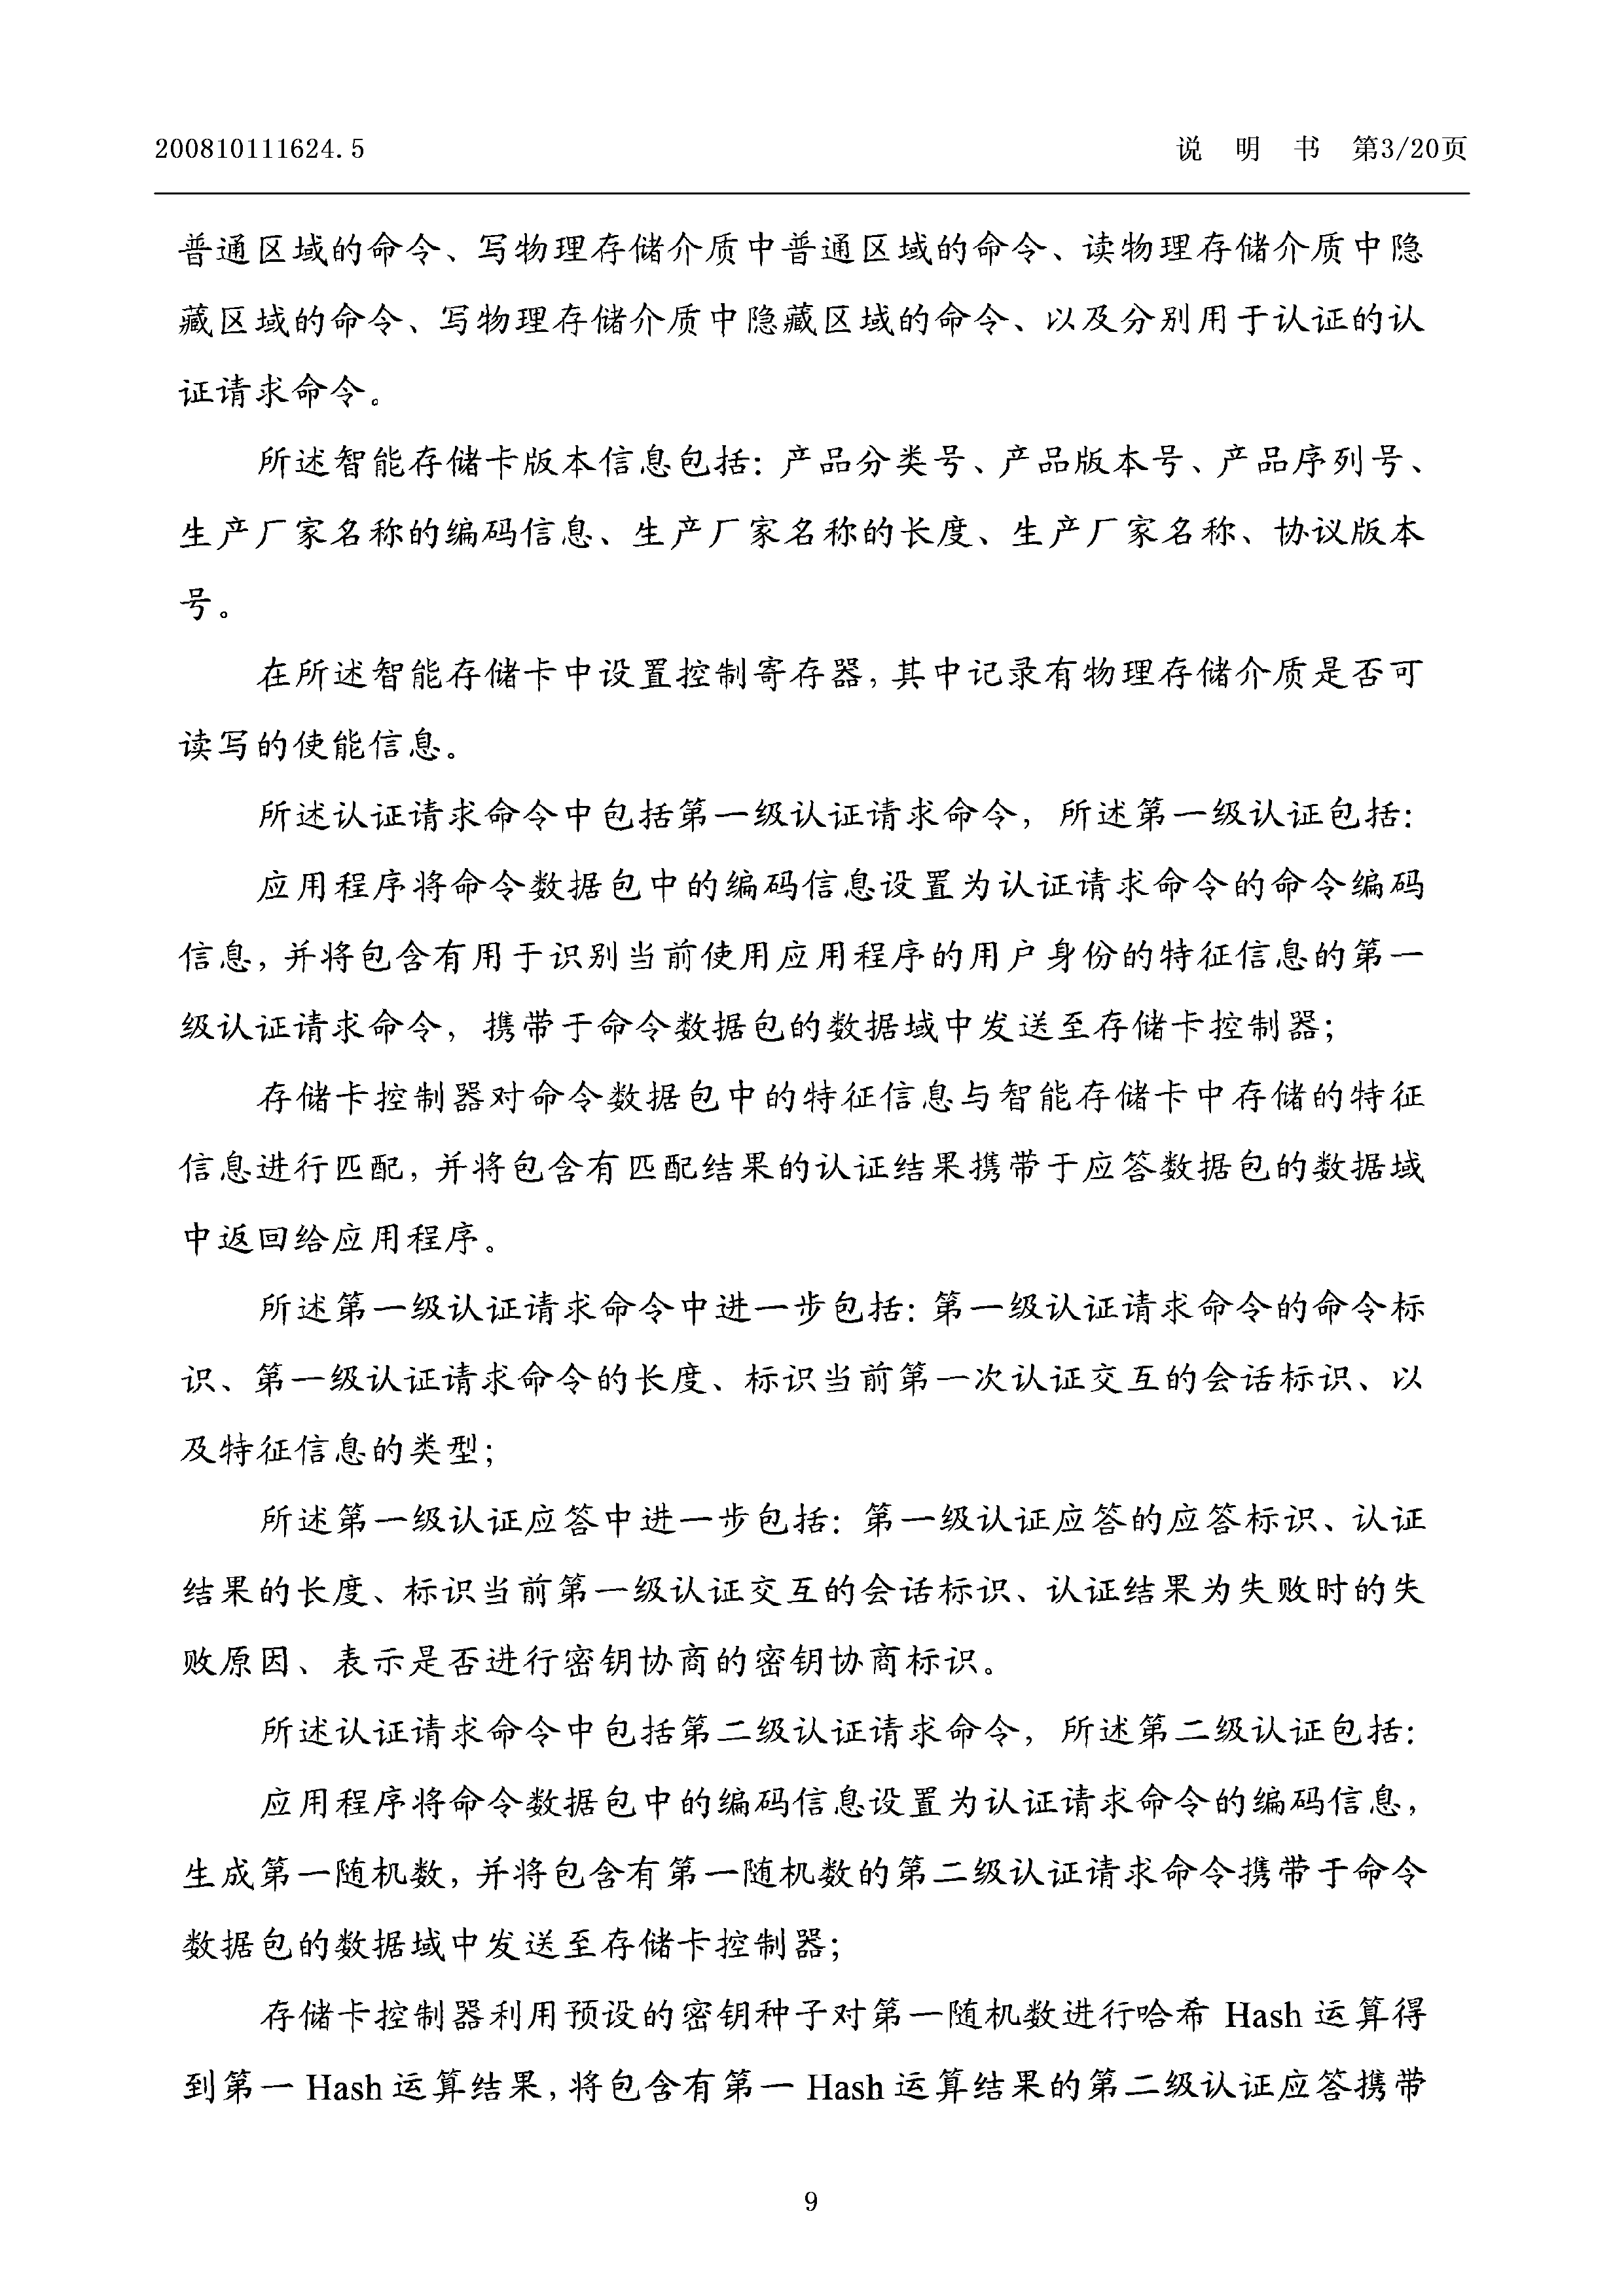 200810111624.5
说 明 书 第3/20页
普通区域的命令、写物理存储介质中普通区域的命令、读物理存储介质中隐
藏区域的命令、写物理存储介质中隐藏区域的命令、以及分别用于认证的认
证请求命令。
所述智能存储卡版本信息包括：产品分类号、产品版本号、产品序列号、
生产厂家名称的编码信息、生产厂家名称的长度、生产厂家名称、协议版本
号。
在所述智能存储卡中设置控制寄存器，其中记录有物理存储介质是否可
读写的使能信息。
所述认证请求命令中包括第一级认证请求命令，所述第一级认证包括：
应用程序将命令数据包中的编码信息设置为认证请求命令的命令编码
信息，并将包含有用于识别当前使用应用程序的用户身份的特征信息的第一
级认证请求命令，携带于命令数据包的数据域中发送至存储卡控制器；
存储卡控制器对命令数据包中的特征信息与智能存储卡中存储的特征
信息进行匹配，并将包含有匹配结果的认证结果携带于应答数据包的数据域
中返回给应用程序。
所述第一级认证请求命令中进一步包括：第一级认证请求命令的命令标
识、第一级认证请求命令的长度、标识当前第一次认证交互的会话标识、以
及特征信息的类型；
所述第一级认证应答中进一步包括：第一级认证应答的应答标识、认证
结果的长度、标识当前第一级认证交互的会话标识、认证结果为失败时的失
败原因、表示是否进行密钥协商的密钥协商标识。
所述认证请求命令中包括第二级认证请求命令，所述第二级认证包括：
应用程序将命令数据包中的编码信息设置为认证请求命令的编码信息，
生成第一随机数，并将包含有第一随机数的第二级认证请求命令携带于命令
数据包的数据域中发送至存储卡控制器；
存储卡控制器利用预设的密钥种子对第一随机数进行哈希 Hash 运算得
到第一 Hash 运算结果，将包含有第一 Hash 运算结果的第二级认证应答携带
9